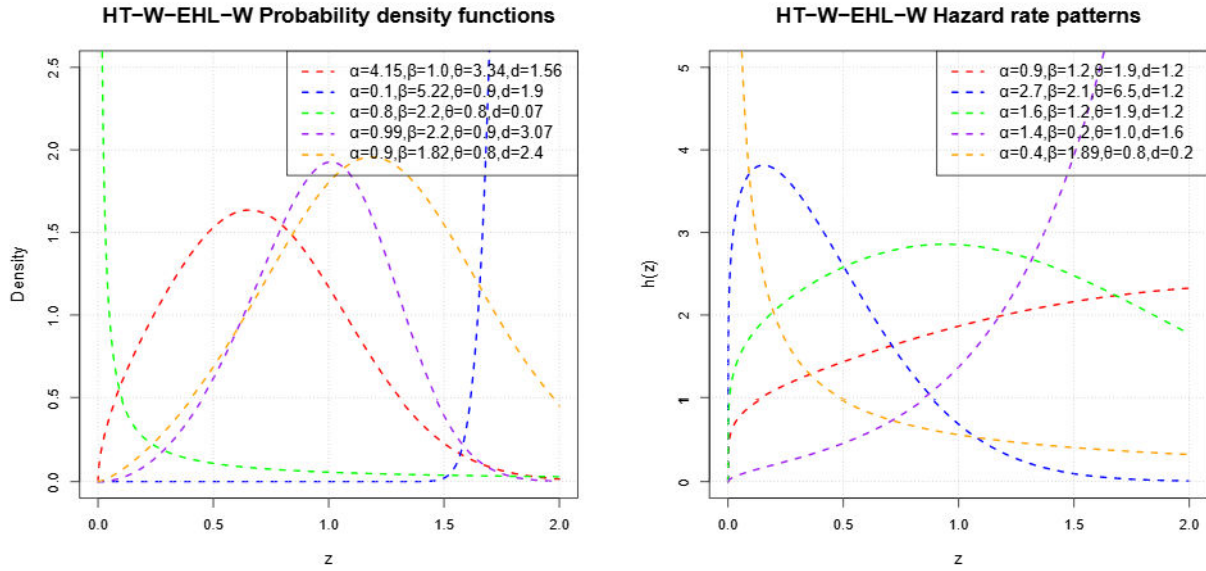 HT-W-EHL-W Probability density functions
α=4.15,β=1.0,θ=3.34,d=1.56
α=0.1,β=5.22,θ=0.9,d=1.9
α=0.8,β=2.2,θ=0.8,d=0.07
α=0.99,β=2.2,θ=0.9,d=3.07
α=0.9,β=1.82,θ=0.8,d=2.4
Density
2.5
2.0
1.5
1.0
0.5
0.0
0.0 0.5 1.0 1.5 2.0
z
HT-W-EHL-W Hazard rate patterns
α=0.9,β=1.2,θ=1.9,d=1.2
α=2.7,β=2.1,θ=6.5,d=1.2
α=1.6,β=1.2,θ=1.9,d=1.2
α=1.4,β=0.2,θ=1.0,d=1.6
α=0.4,β=1.89,θ=0.8,d=0.2
h(z)
5
4
3
2
1
0
0.0 0.5 1.0 1.5 2.0
z